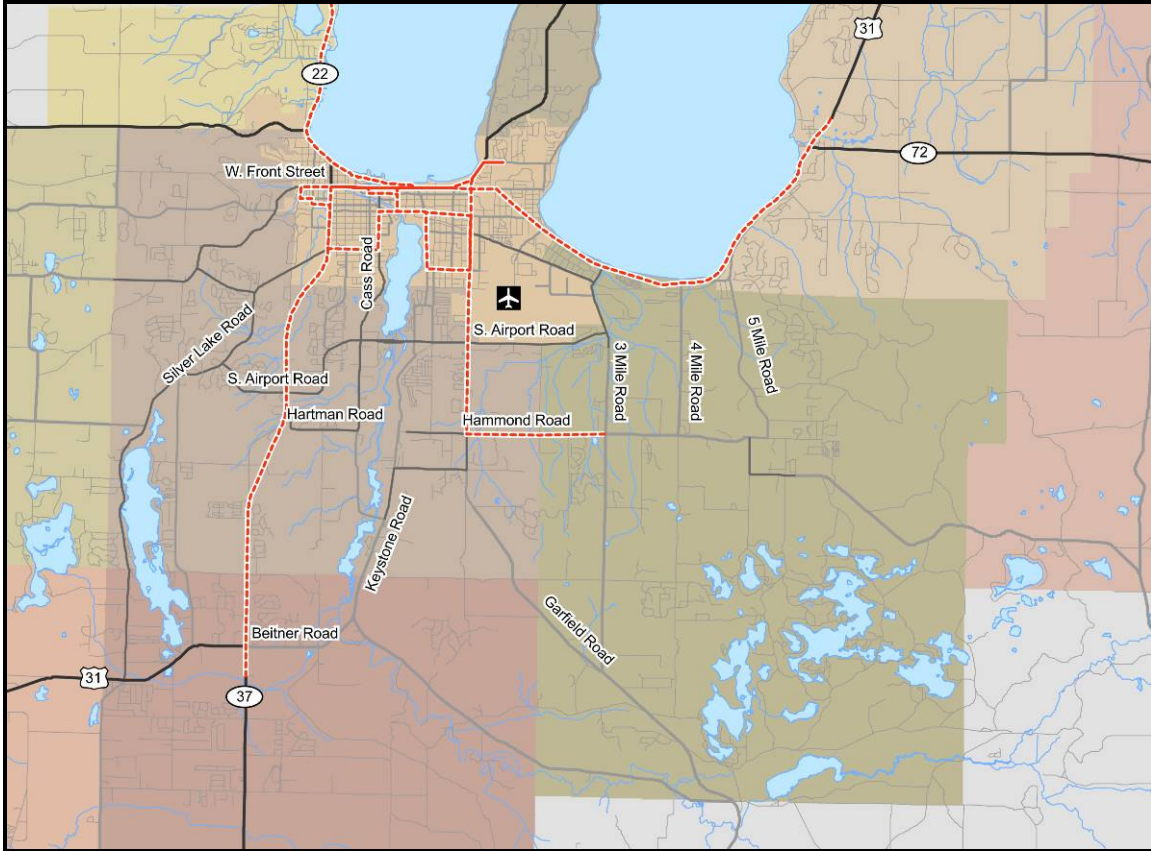 31
22
72
W. Front Street
Cass Road
S. Airport Road
Silver Lake Road
3 Mile Road
4 Mile Road
5 Mile Road
S. Airport Road
Hartman Road
Hammond Road
Keystone Road
Garfield Road
Beitner Road
31
37